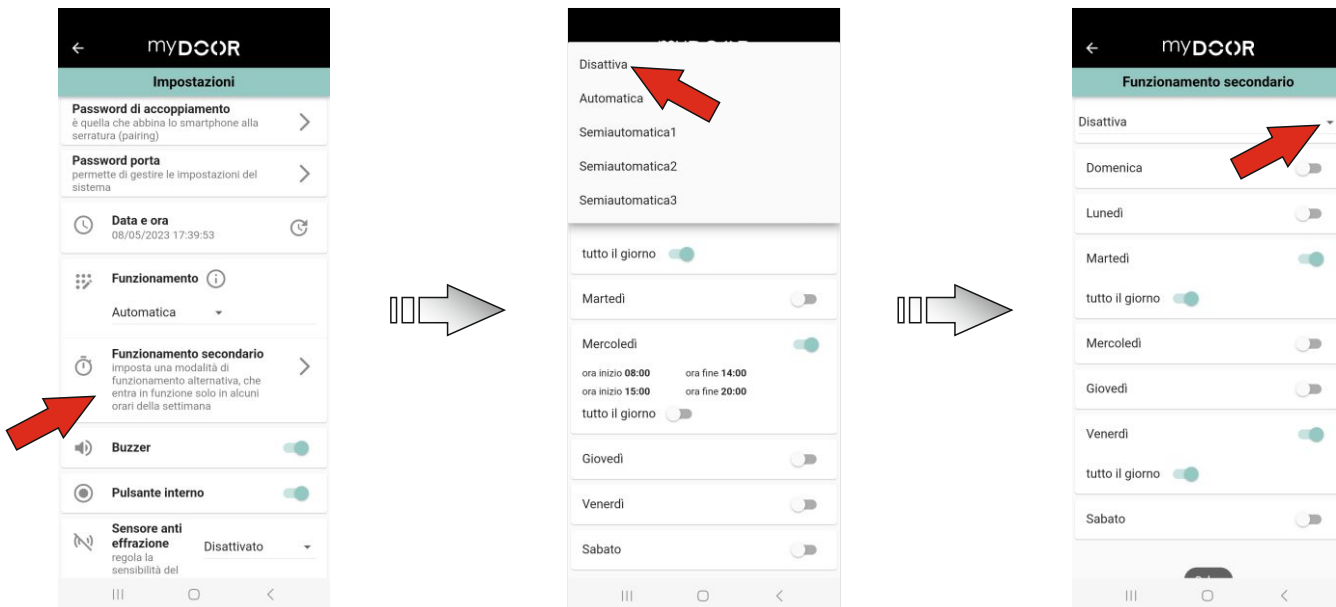 myDOOR
Impostazioni
Password di accoppiamento
è quella che abbina lo smartphone alla
serratura (pairing)
Password porta
permette di gestire le impostazioni del
sistema
Data e ora
08/05/2023 17:39:53
Funzionamento
Automatica
Funzionamento secondario
imposta una modalità di
funzionamento alternativa, che
entra in funzione solo in alcuni
orari della settimana
Buzzer
Pulsante interno
Sensore anti
effrazione
Disattivato
regola la
sensibilità del
Disattiva
Automatica
Semiautomatica1
Semiautomatica2
Semiautomatica3
tutto il giorno
Martedì
Mercoledì
ora inizio 08:00 ora fine 14:00
ora inizio 15:00 ora fine 20:00
tutto il giorno
Giovedì
Venerdì
Sabato
myDOOR
Funzionamento secondario
Disattiva
Domenica
Lunedì
Martedì
tutto il giorno
Mercoledì
Giovedì
Venerdì
tutto il giorno
Sabato